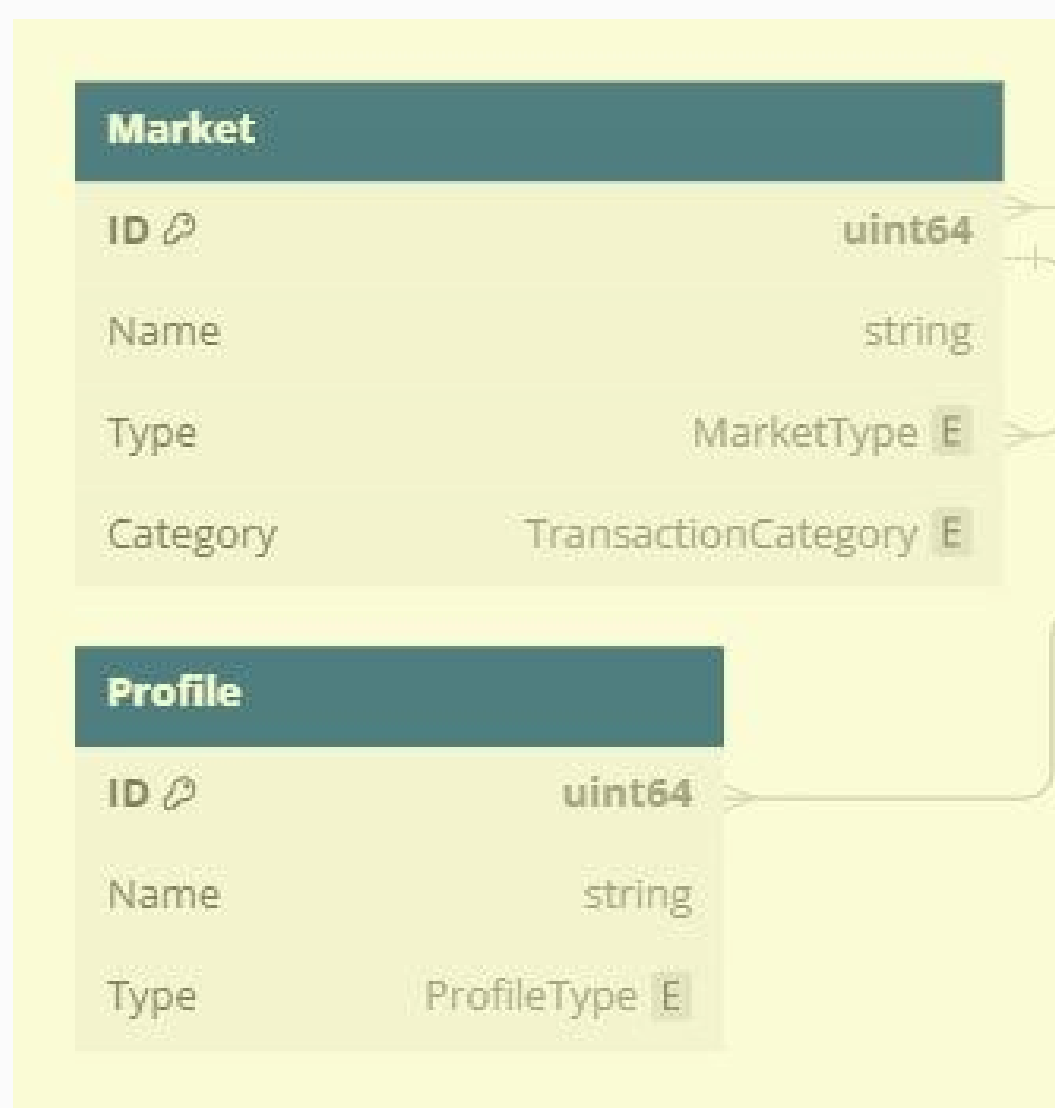 Market
ID uint64
Name string
Type MarketType E
Category TransactionCategory E
Profile
ID uint64
Name string
Type ProfileType E